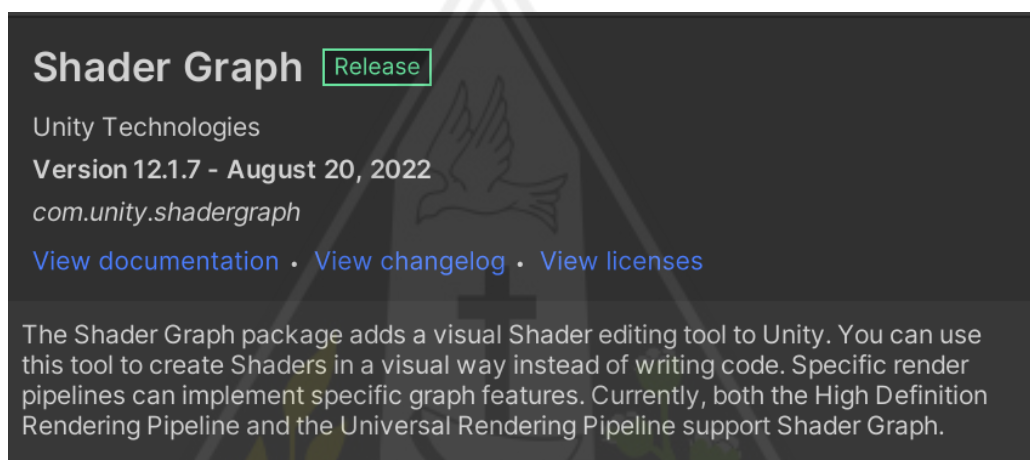 Shader Graph Release
Unity Technologies
Version 12.1.7 - August 20, 2022
com.unity.shadergraph
View documentation • View changelog • View licenses
The Shader Graph package adds a visual Shader editing tool to Unity. You can use
this tool to create Shaders in a visual way instead of writing code. Specific render
pipelines can implement specific graph features. Currently, both the High Definition
Rendering Pipeline and the Universal Rendering Pipeline support Shader Graph.